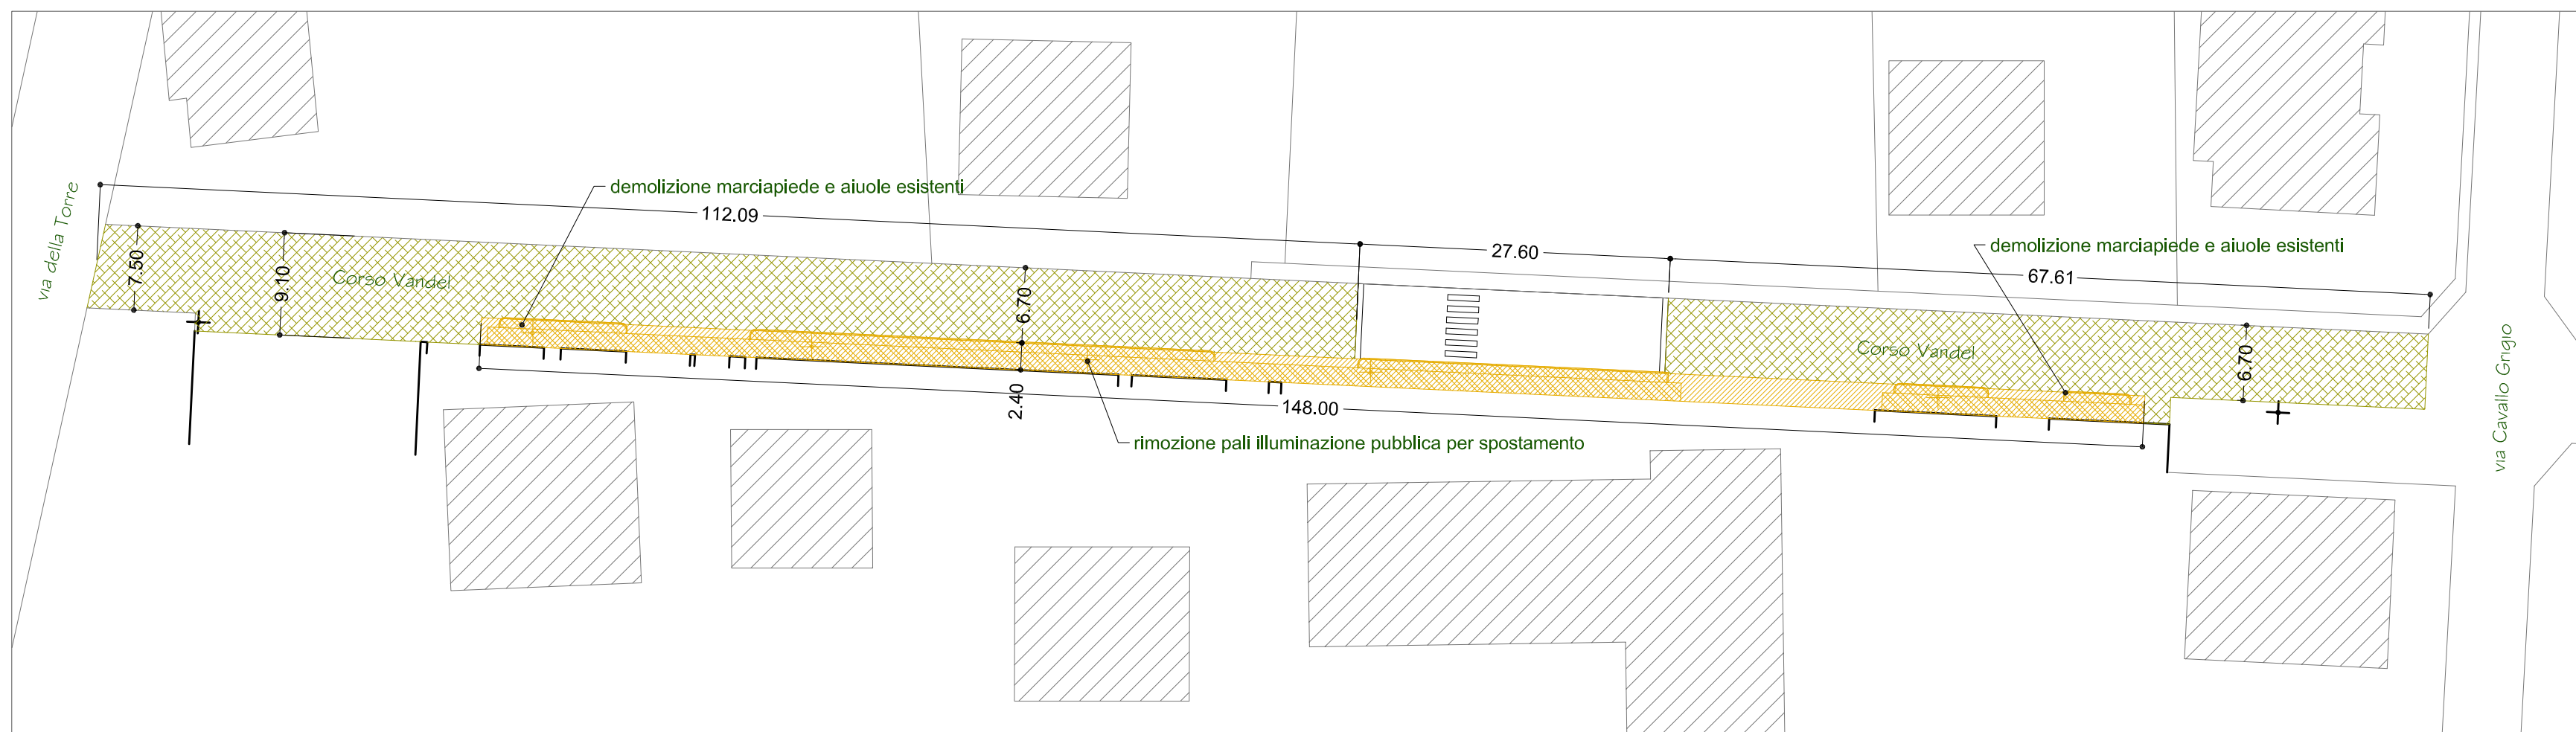 via della Torre
demolizione marciapiede e aiuole esistenti
112.09
27.60
demolizione marciapiede e aiuole esistenti
67.61
7.50
9.10
Corso Vandel
6.70
Corso Vandel
6.70
via Cavallo Grigio
2.40
148.00
rimozione pali illuminazione pubblica per spostamento